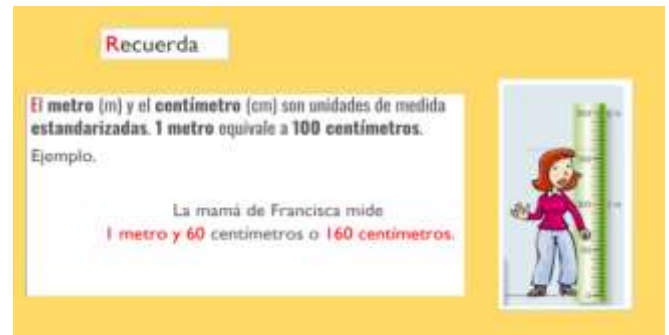 Recuerda
El metro (m) y el centímetro (cm) son unidades de medida
estandarizadas. 1 metro equivale a 100 centímetros.
Ejemplo.
La mamá de Francisca mide
1 metro y 60 centímetros o 160 centímetros.